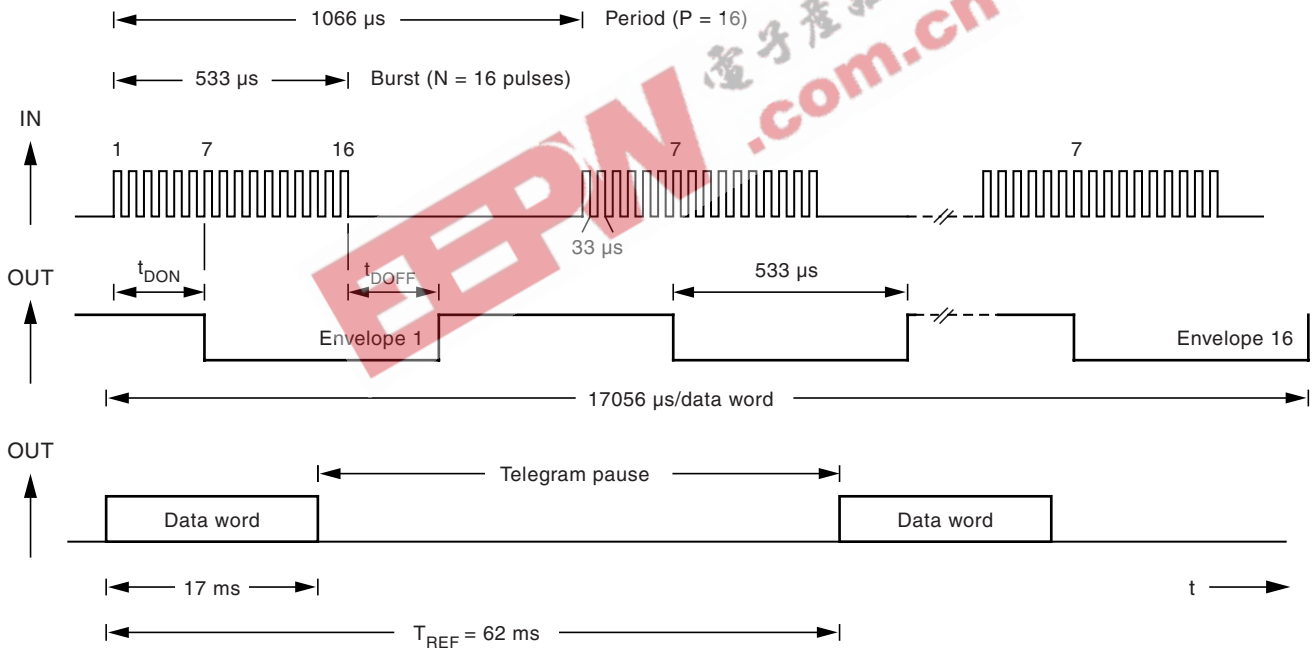 1066 µs Period (P = 16)
533 µs Burst (N = 16 pulses)
IN
1 7 16 7 7
33 µs
OUT
tDON tDOFF 533 µs
Envelope 1 Envelope 16
17056 µs/data word
OUT
Telegram pause
Data word Data word
17 ms t
TREF = 62 ms
EEPW
.com.cn